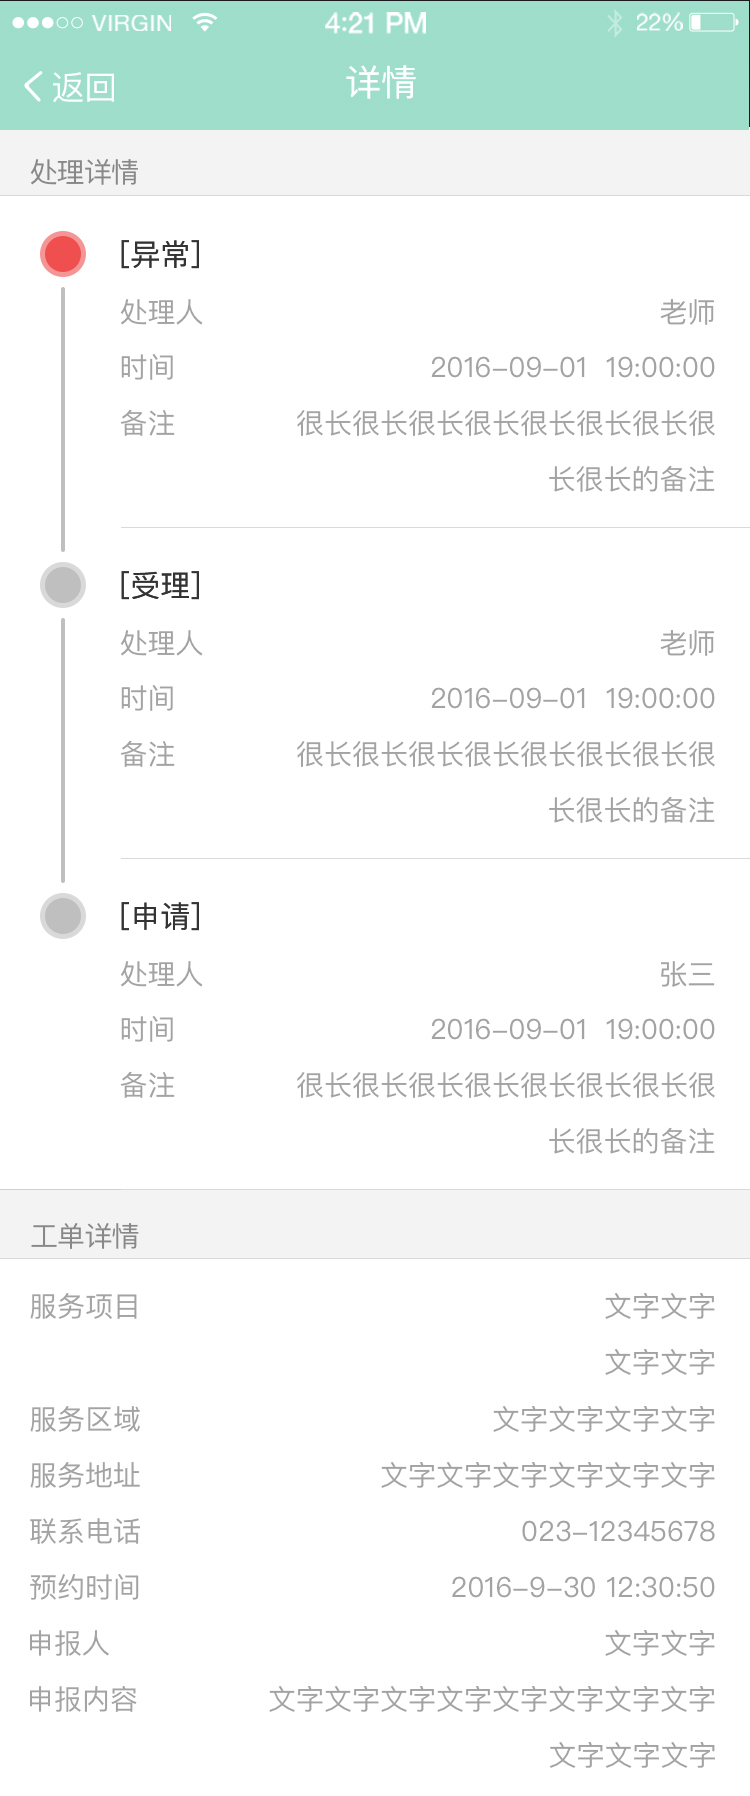 VIRGIN 4:21 PM 22%
返回 详情
处理详情
[异常]
处理人 老师
时间 2016-09-01 19:00:00
备注 很长很长很长很长很长很长很长很
长很长的备注
[受理]
处理人 老师
时间 2016-09-01 19:00:00
备注 很长很长很长很长很长很长很长很
长很长的备注
[申请]
处理人 张三
时间 2016-09-01 19:00:00
备注 很长很长很长很长很长很长很长很
长很长的备注
工单详情
服务项目 文字文字
文字文字
服务区域 文字文字文字文字
服务地址 文字文字文字文字文字文字
联系电话 023-12345678
预约时间 2016-9-30 12:30:50
申报人 文字文字
申报内容 文字文字文字文字文字文字文字文字
文字文字文字